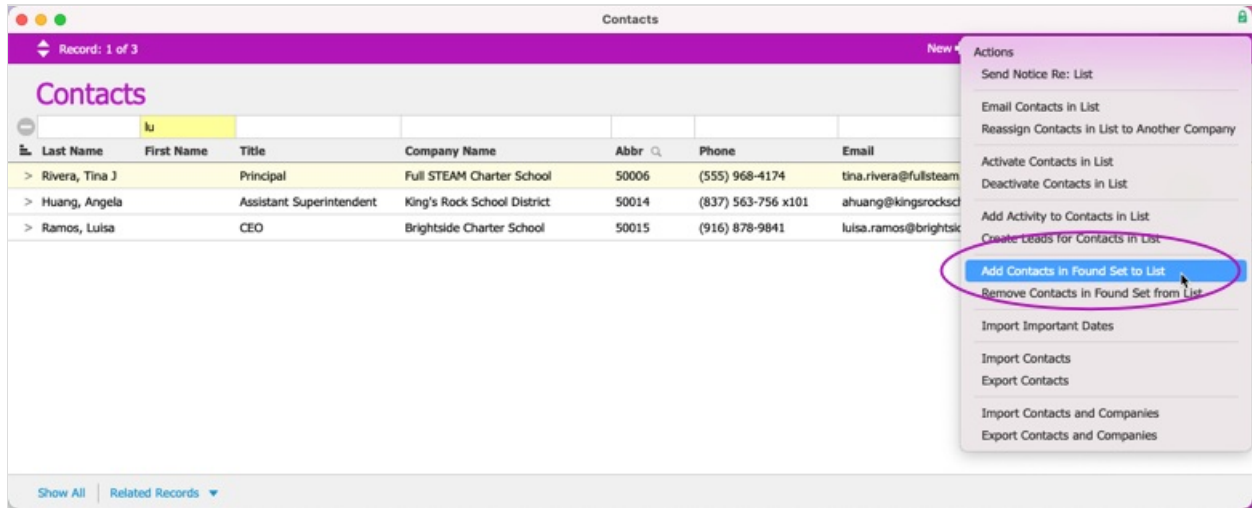 Contacts
Record: 1 of 3
New
Contacts
lu
Last Name First Name Title Company Name Abbr Phone Email
> Rivera, Tina J Principal Full STEAM Charter School 50006 (555) 968-4174 tina.rivera@fullsteam
> Huang, Angela Assistant Superintendent King's Rock School District 50014 (837) 563-756 x101 ahuang@kingsrocksch
> Ramos, Luisa CEO Brightside Charter School 50015 (916) 878-9841 luisa.ramos@brightsid
Actions
Send Notice Re: List
Email Contacts in List
Reassign Contacts in List to Another Company
Activate Contacts in List
Deactivate Contacts in List
Add Activity to Contacts in List
Create Leads for Contacts in List
Add Contacts in Found Set to List
Remove Contacts in Found Set from List
Import Important Dates
Import Contacts
Export Contacts
Import Contacts and Companies
Export Contacts and Companies
Show All Related Records